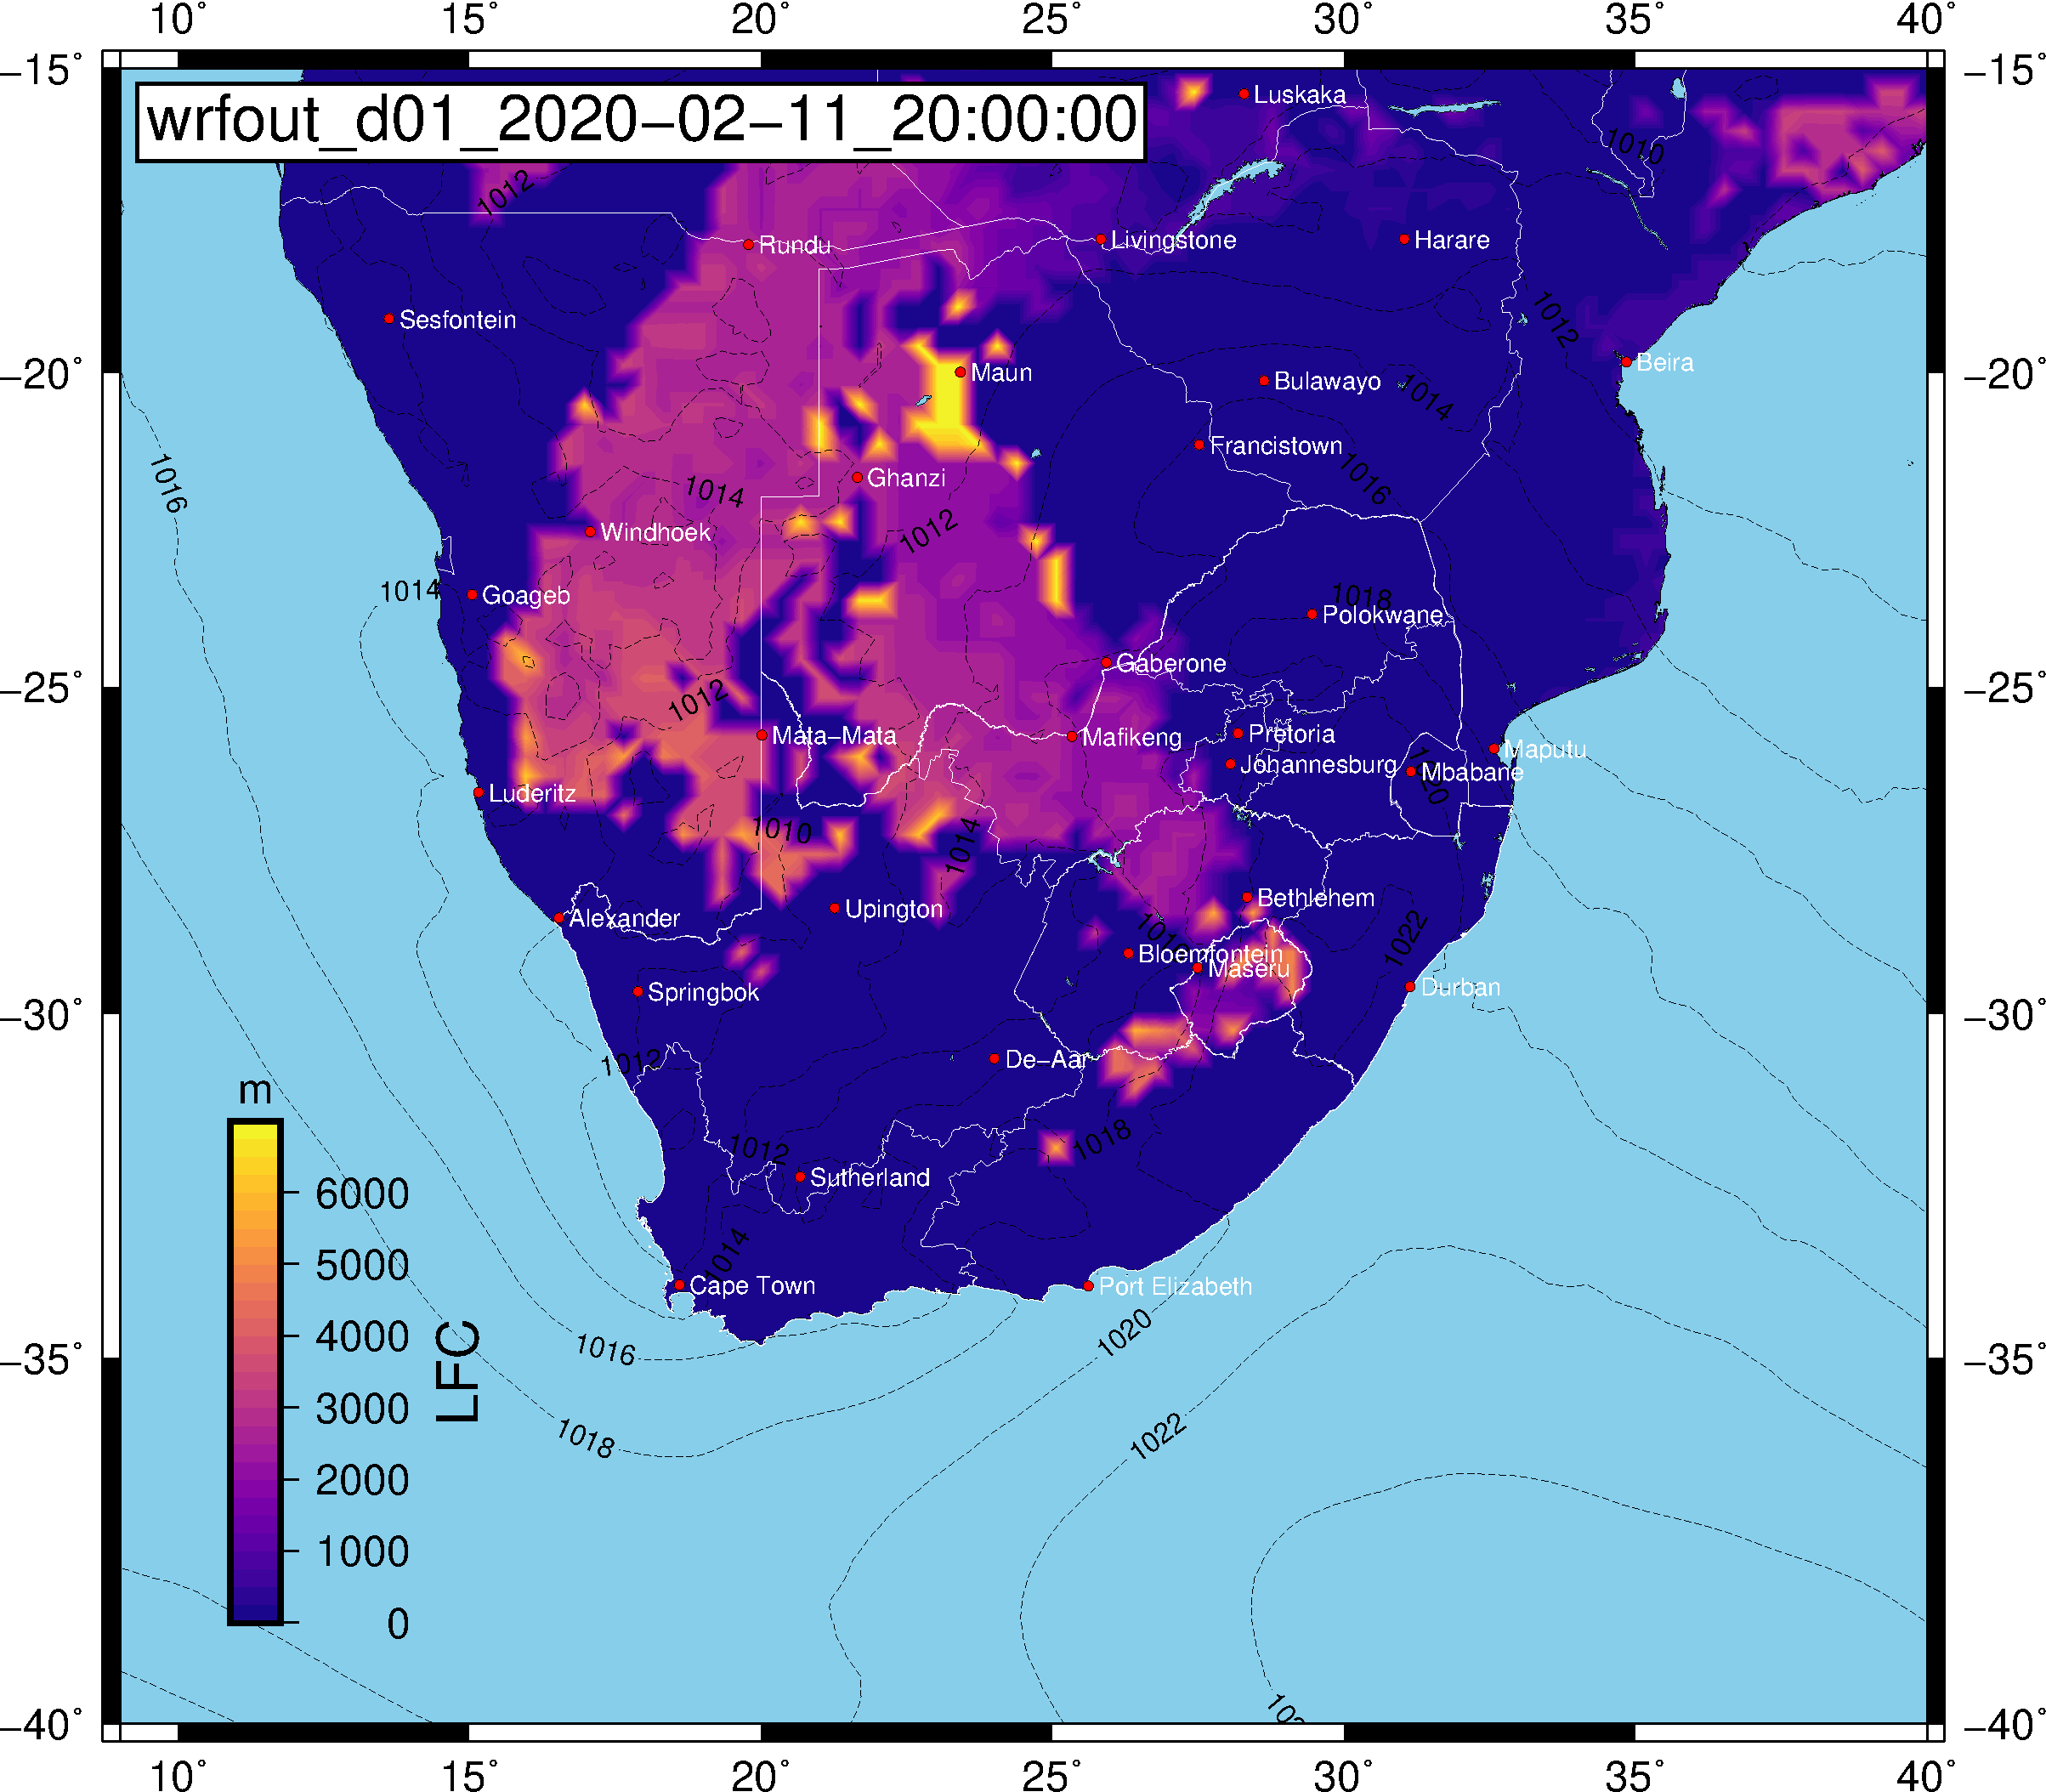 10° 15° 20° 25° 30° 35° 40°
−15° −15°
wrfout_d01_2020−02−11_20:00:00
Luskaka
1010
1012
Rundu
Livingstone
Harare
Sesfontein
1012
Beira
−20° −20°
Maun
Bulawayo
1014
Francistown
1016
1016
Ghanzi
1014
1012
Windhoek
1014
Goageb
1018
Polokwane
Gaberone
−25° −25°
1012
Mata−Mata
Mafikeng
Pretoria
Maputu
Johannesburg
Mbabane
1020
Luderitz
1010
1014
Bethlehem
Upington
Alexander
1022
Bloemfontein
Maseru
Durban
Springbok
−30° −30°
De−Aar
1012
1012
1018
Sutherland
1014
Cape Town
Port Elizabeth
1016
1020
−35° −35°
1018
1022
m
6000
5000
4000
3000
2000
1000
0
LFC
−40° −40°
10° 15° 20° 25° 30° 35° 40°